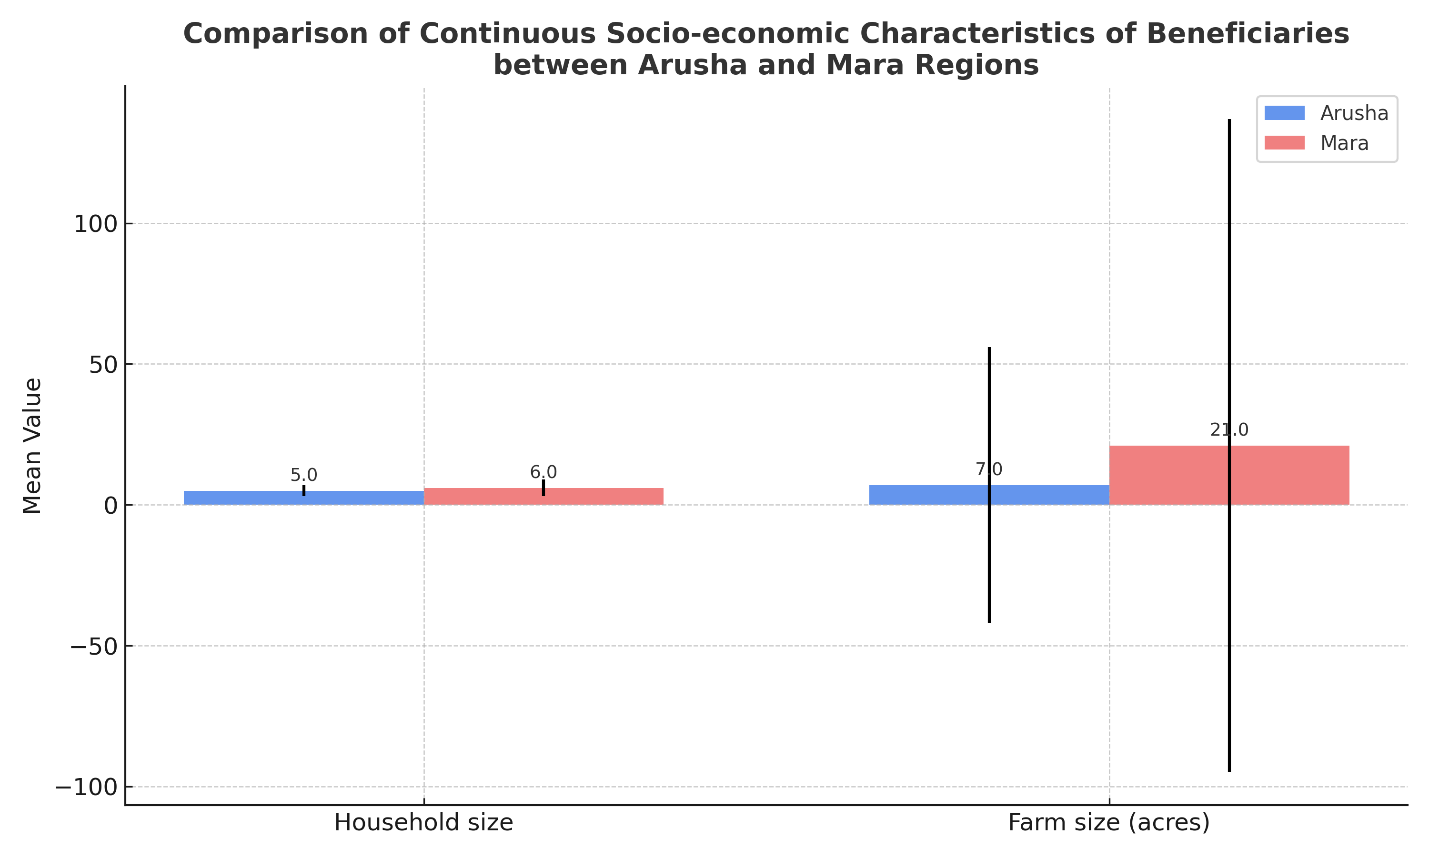 Comparison of Continuous Socio-economic Characteristics of Beneficiaries
between Arusha and Mara Regions
Arusha
Mara
Mean Value
100
50
0
−50
−100
5.0
6.0
7.0
21.0
Household size
Farm size (acres)